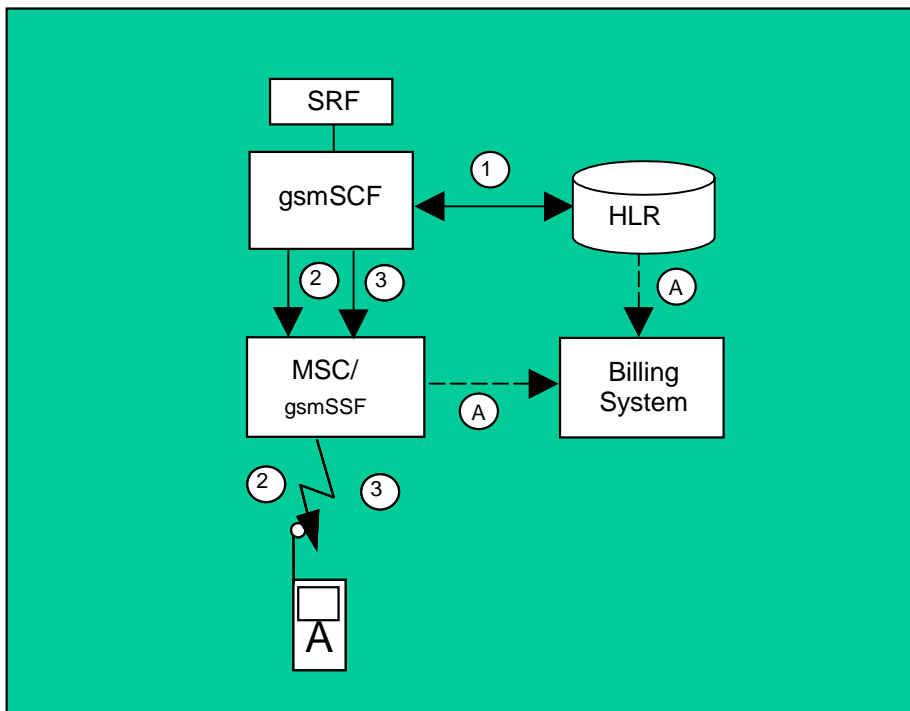 SRF
gsmSCF
1
HLR
2
3
A
MSC/
gsmSSF
A
Billing
System
2
3
A